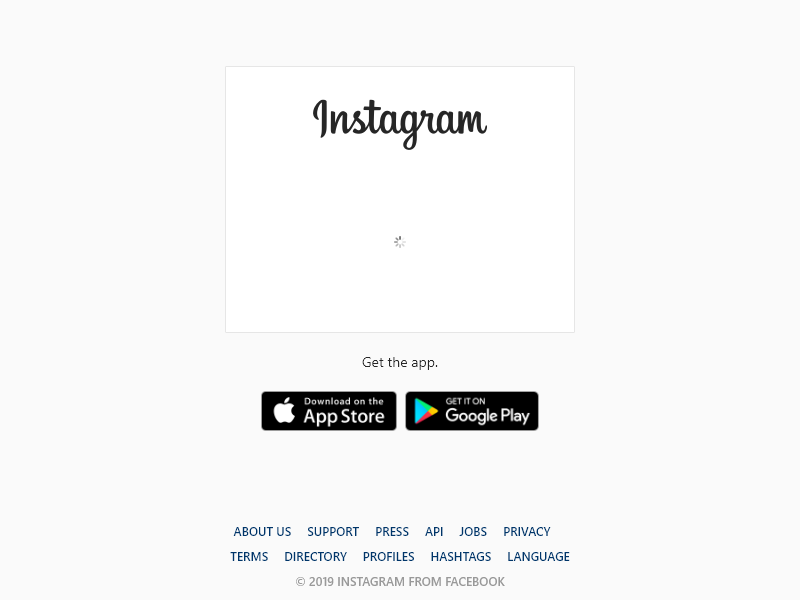 Instagram
Get the app.
Download on the
App Store
GET IT ON
Google Play
ABOUT US SUPPORT PRESS API JOBS PRIVACY
TERMS DIRECTORY PROFILES HASHTAGS LANGUAGE
© 2019 INSTAGRAM FROM FACEBOOK